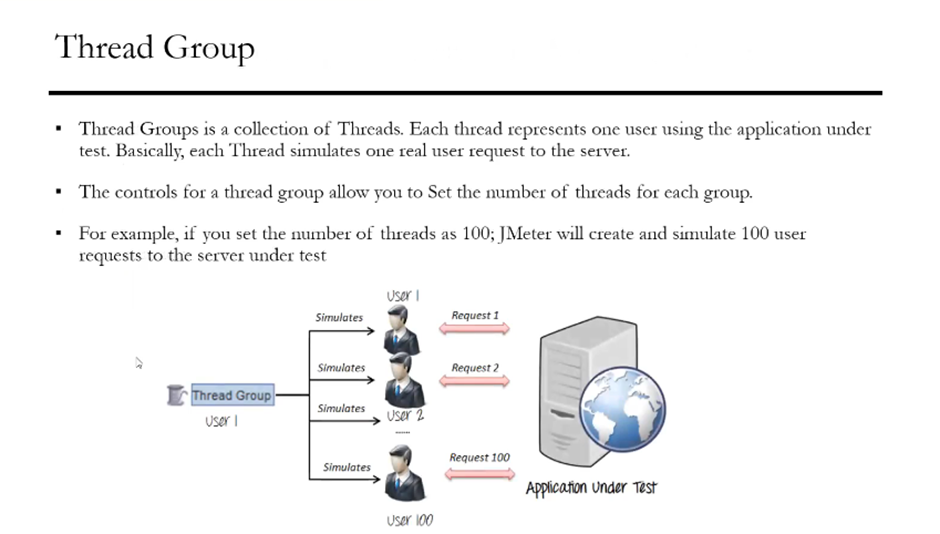 Thread Group
▪ Thread Groups is a collection of Threads. Each thread represents one user using the application under
test. Basically, each Thread simulates one real user request to the server.
▪ The controls for a thread group allow you to Set the number of threads for each group.
▪ For example, if you set the number of threads as 100; JMeter will create and simulate 100 user
requests to the server under test
User 1
Simulates
Request 1
Simulates
Request 2
Thread Group
User 1
Simulates
User 2
......
Simulates
Request 100
Application Under Test
User 100